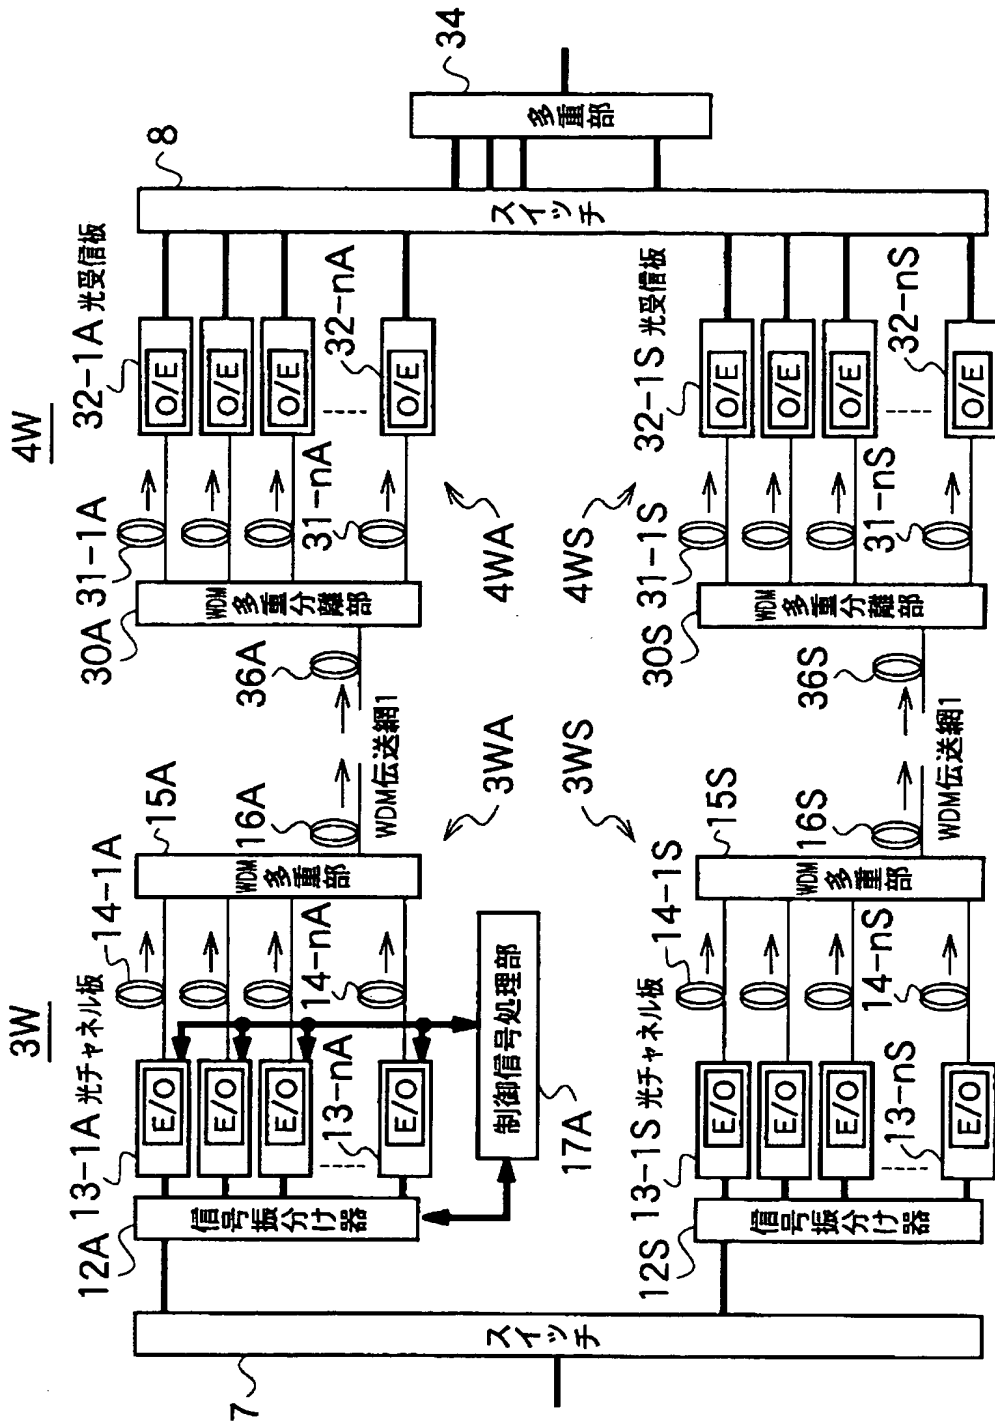 3W
4W
7
スイッチ
12A
信号振分け器
13-1A 光チャネル板
E/O
E/O
E/O
13-nA
E/O
14-1A
14-nA
制御信号処理部
17A
15A
WDM
多重部
16A
WDM伝送網1
36A
3WA
4WA
30A
WDM
多重分離部
31-1A
31-nA
32-1A 光受信板
O/E
O/E
O/E
32-nA
O/E
8
スイッチ
34
多重部
12S
信号振分け器
13-1S 光チャネル板
E/O
E/O
E/O
13-nS
E/O
14-1S
14-nS
15S
WDM
多重部
16S
WDM伝送網1
36S
3WS
4WS
30S
WDM
多重分離部
31-1S
31-nS
32-1S 光受信板
O/E
O/E
O/E
32-nS
O/E